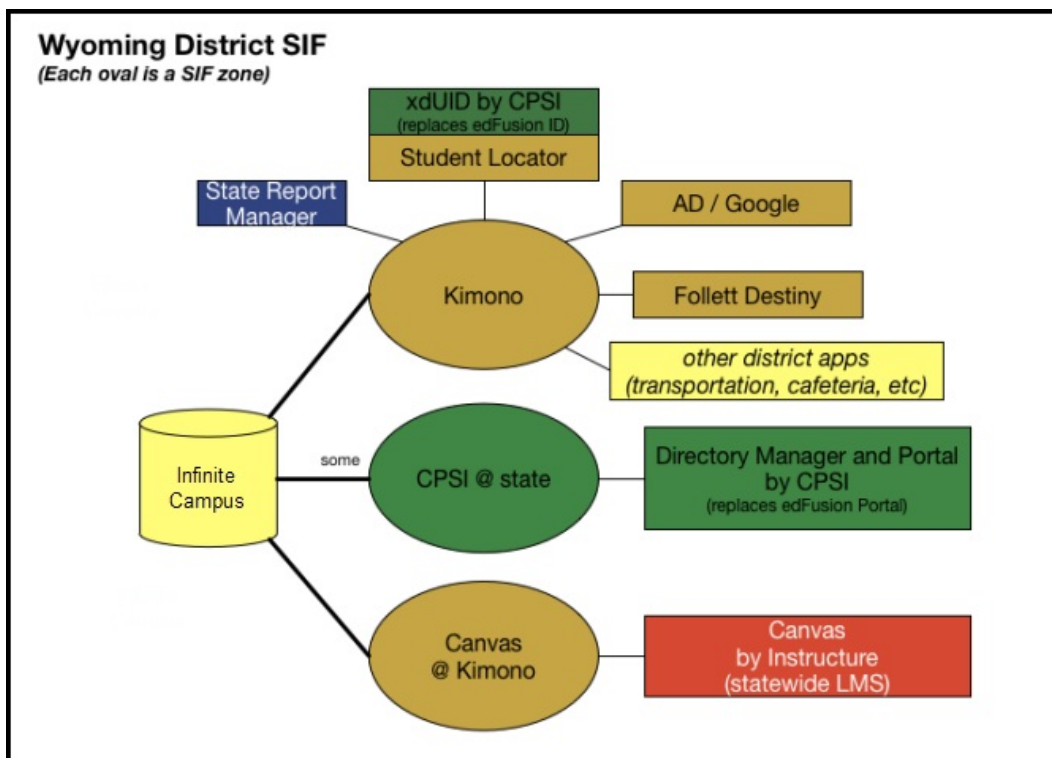 Wyoming District SIF
(Each oval is a SIF zone)
xdUID by CPSI
(replaces edFusion ID)
Student Locator
State Report
Manager
AD / Google
Kimono
Follett Destiny
other district apps
(transportation, cafeteria, etc)
Infinite
Campus
some
CPSI @ state
Directory Manager and Portal
by CPSI
(replaces edFusion Portal)
Canvas
@ Kimono
Canvas
by Instructure
(statewide LMS)